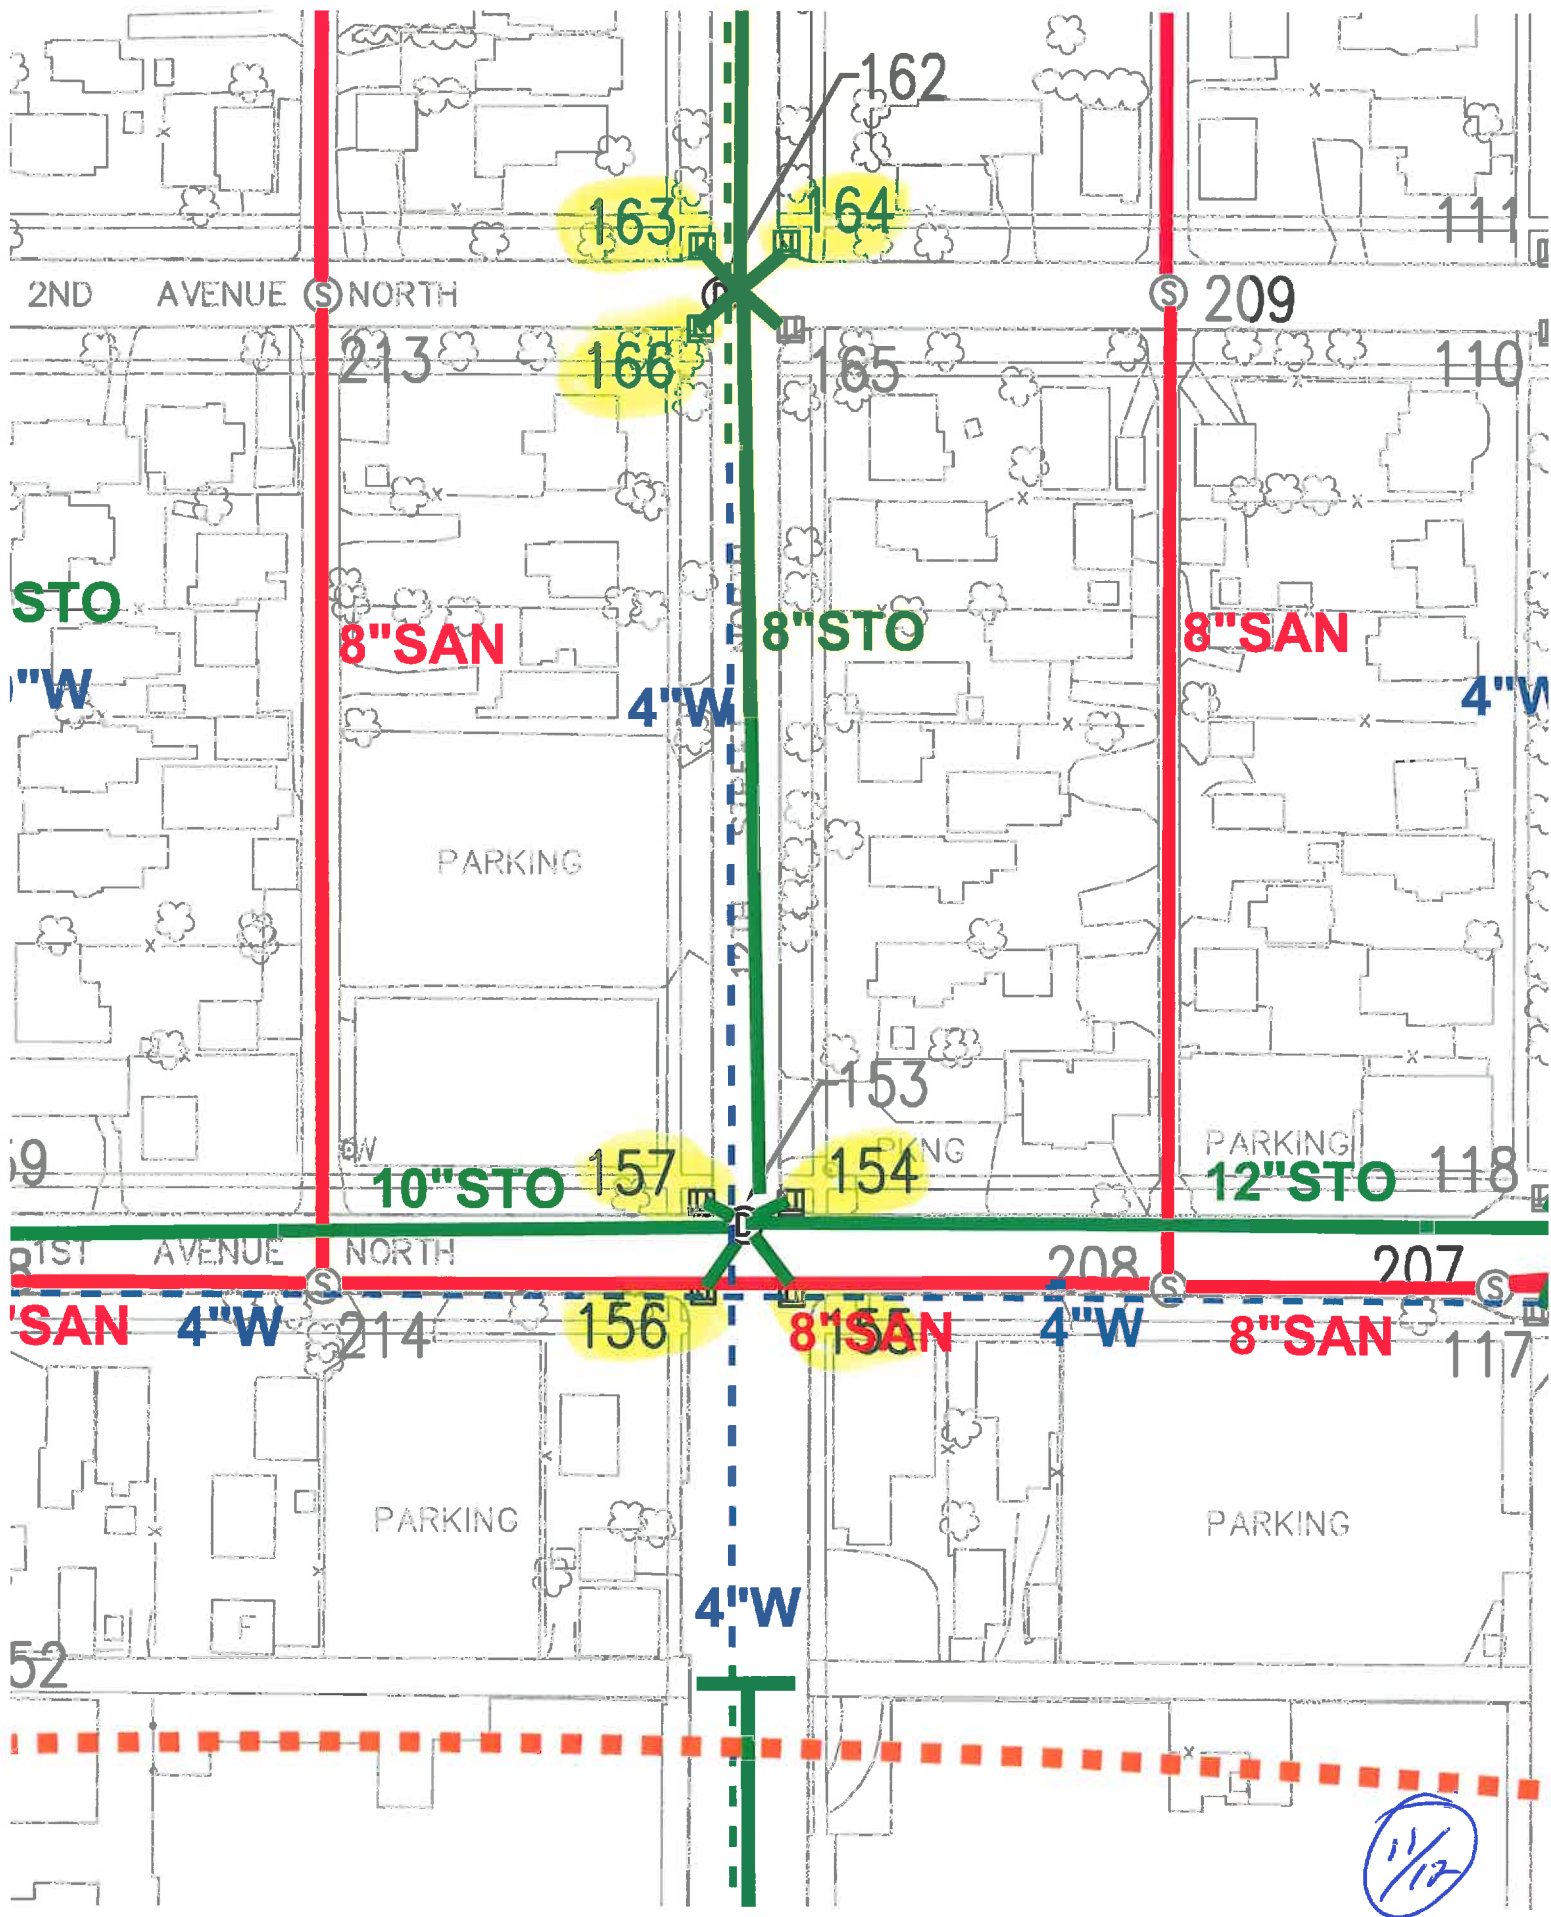 162
163
164
111
2ND AVENUE NORTH
209
213
166
165
110
STO
8"SAN
8"STO
8"SAN
"W
4"W
4"W
PARKING
153
PKNG
PARKING
9
10"STO
157
154
12"STO
118
1ST AVENUE NORTH
208
207
"SAN
4"W
214
156
8"SAN
155
4"W
8"SAN
117
PARKING
PARKING
4"W
F
52
11/12